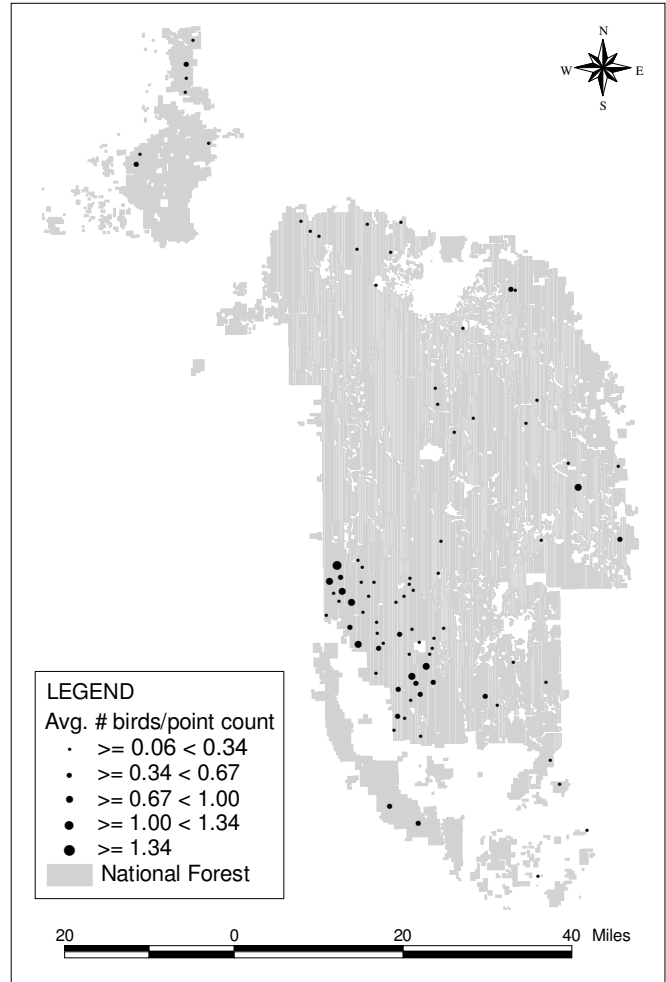 N
W E
S
LEGEND
Avg. # birds/point count
>= 0.06 < 0.34
>= 0.34 < 0.67
>= 0.67 < 1.00
>= 1.00 < 1.34
>= 1.34
National Forest
20 0 20 40 Miles